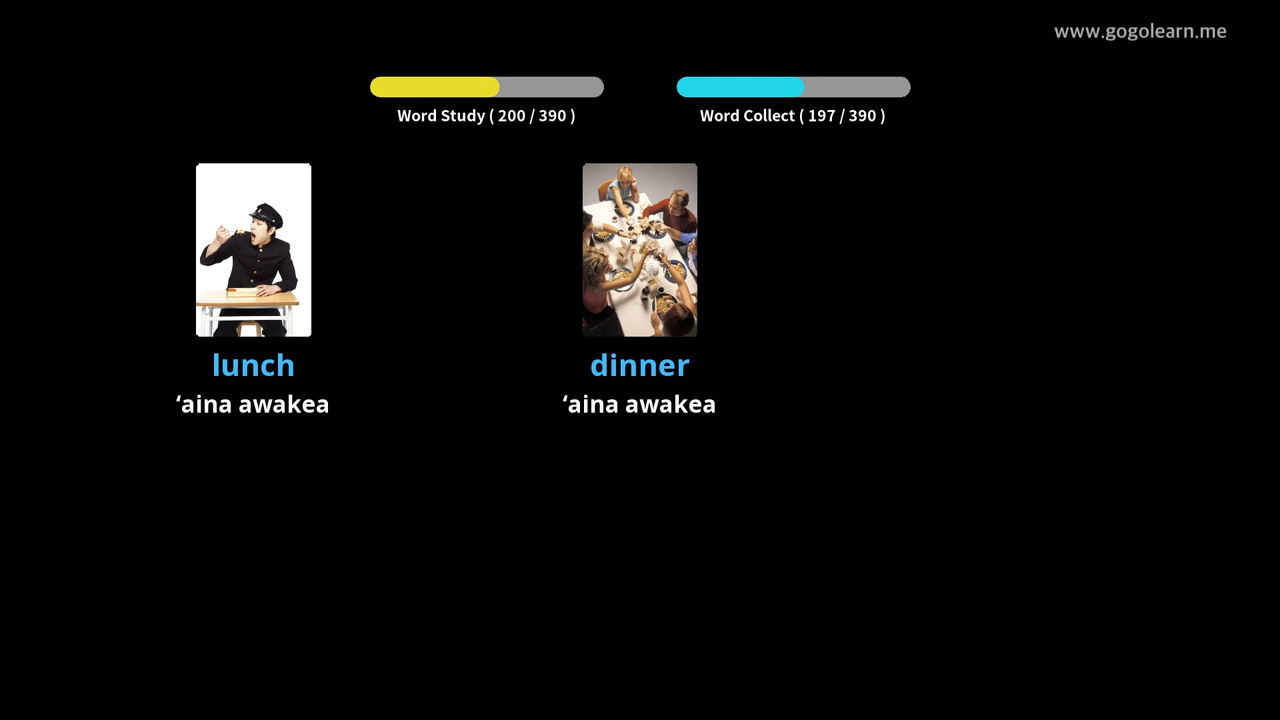 www.gogolearn.me
Word Study ( 200 / 390 )
Word Collect ( 197 / 390 )
lunch
ʻaina awakea
dinner
ʻaina awakea